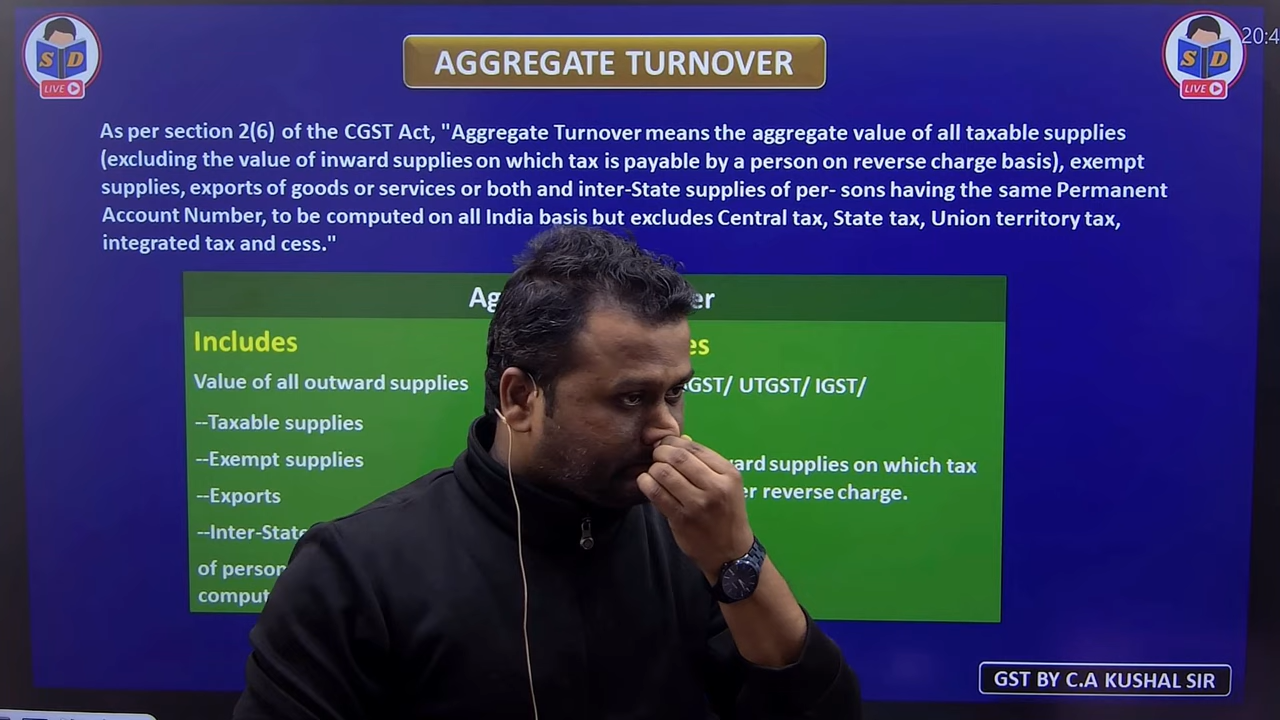 S D
LIVE
AGGREGATE TURNOVER
S D
LIVE
20:4
As per section 2(6) of the CGST Act, "Aggregate Turnover means the aggregate value of all taxable supplies
(excluding the value of inward supplies on which tax is payable by a person on reverse charge basis), exempt
supplies, exports of goods or services or both and inter-State supplies of per- sons having the same Permanent
Account Number, to be computed on all India basis but excludes Central tax, State tax, Union territory tax,
integrated tax and cess."
Includes
Value of all outward supplies
GST/ UTGST/ IGST/
--Taxable supplies
--Exempt supplies
supplies on which tax
--Exports
reverse charge.
--Inter-State
of
GST BY C.A KUSHAL SIR